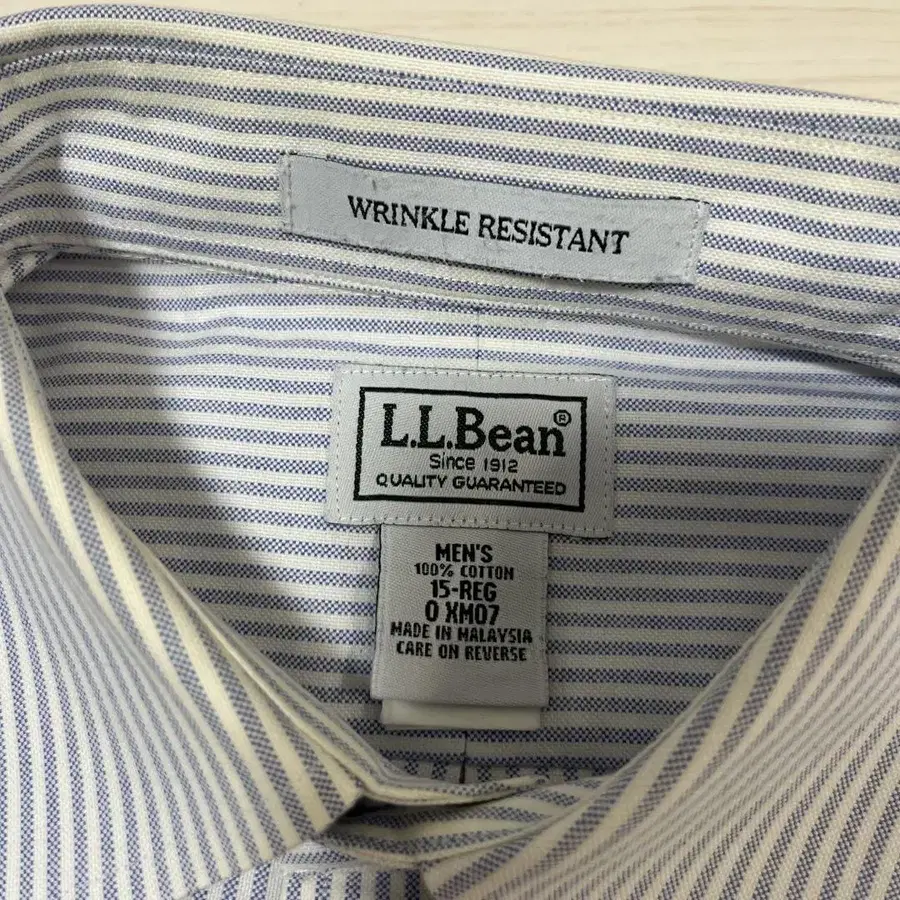 WRINKLE RESISTANT
L.L.Bean®
Since 1912
QUALITY GUARANTEED
MEN'S
100% COTTON
15-REG
0 XM07
MADE IN MALAYSIA
CARE ON REVERSE